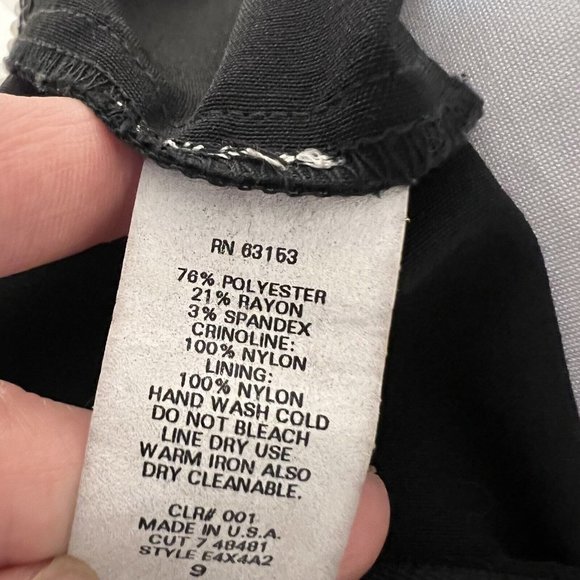 RN 63153
76% POLYESTER
21% RAYON
3% SPANDEX
CRINOLINE:
100% NYLON
LINING:
100% NYLON
HAND WASH COLD
DO NOT BLEACH
LINE DRY USE
WARM IRON ALSO
DRY CLEANABLE.
CLR# 001
MADE IN U.S.A.
CUT 7 48481
STYLE E4X4A2
9